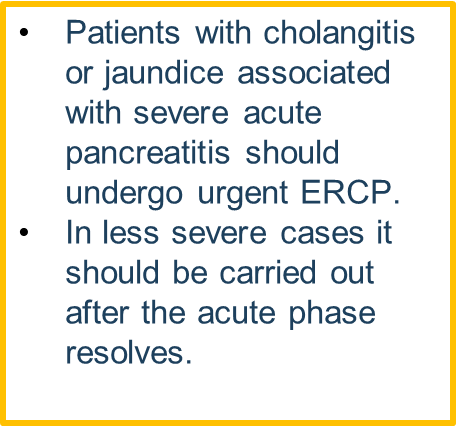 • Patients with cholangitis
or jaundice associated
with severe acute
pancreatitis should
undergo urgent ERCP.
• In less severe cases it
should be carried out
after the acute phase
resolves.